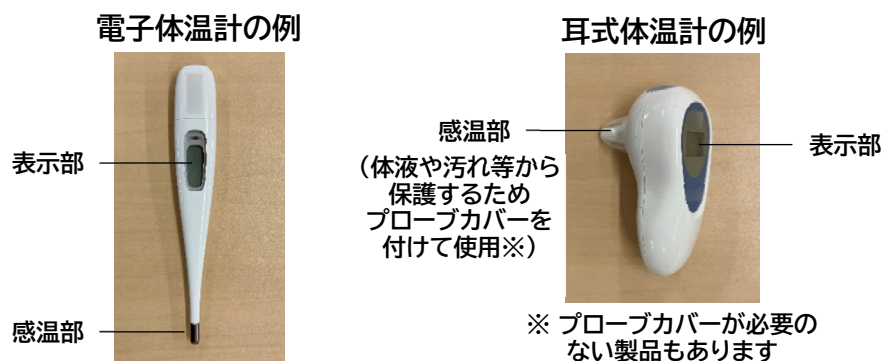 電子体温計の例
表示部
感温部
耳式体温計の例
感温部
（体液や汚れ等から
保護するため
プローブカバーを
付けて使用※）
表示部
※ プローブカバーが必要の
ない製品もあります